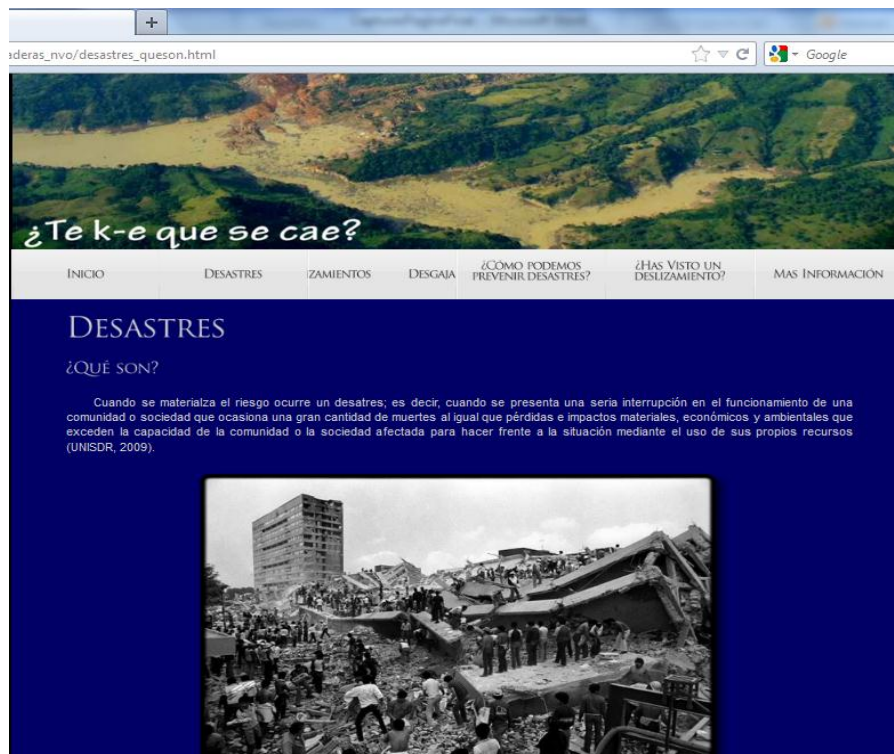 +
aderas_nvo/desastres_queson.html
Google
¿Te k-e que se cae?
Inicio
Desastres
izamientos
Desgaja
¿Cómo podemos
prevenir desastres?
¿Has Visto un
deslizamiento?
Mas Información
Desastres
¿Qué son?
Cuando se materialza el riesgo ocurre un desatres; es decir, cuando se presenta una seria interrupción en el funcionamiento de una
comunidad o sociedad que ocasiona una gran cantidad de muertes al igual que pérdidas e impactos materiales, económicos y ambientales que
exceden la capacidad de la comunidad o la sociedad afectada para hacer frente a la situación mediante el uso de sus propios recursos
(UNISDR, 2009).